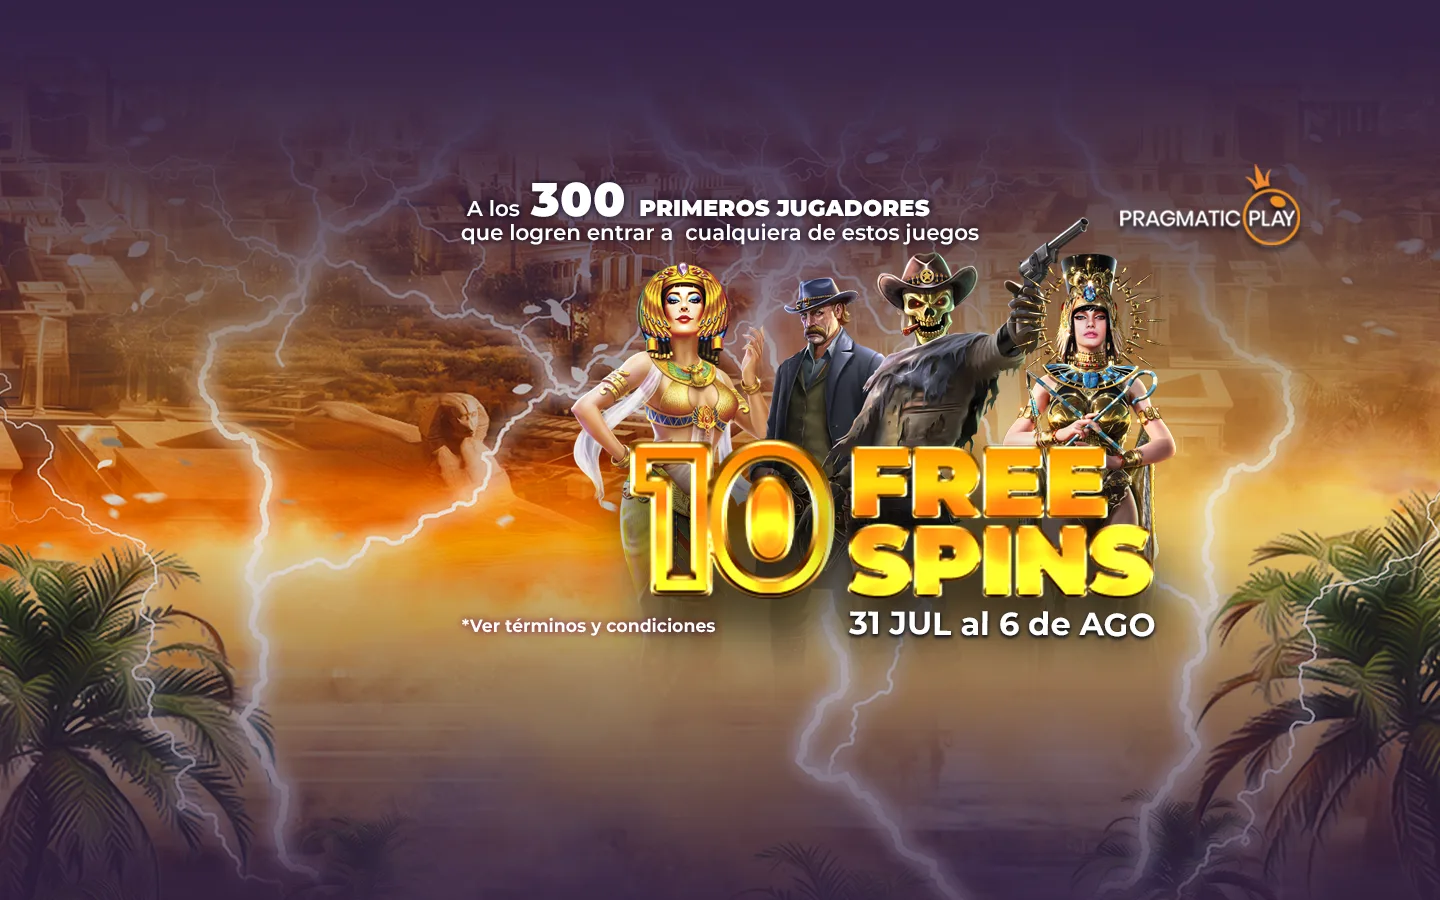 A los 300 PRIMEROS JUGADORES
que logren entrar a cualquiera de estos juegos
PRAGMATIC PLAY
10 FREE
SPINS
31 JUL al 6 de AGO
*Ver términos y condiciones